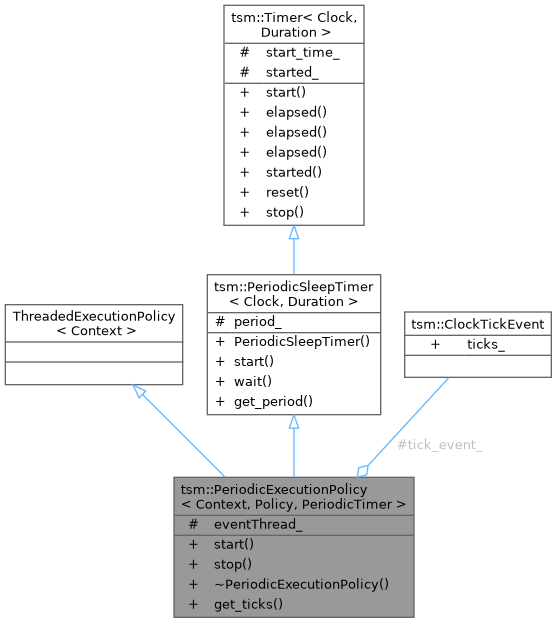 tsm::Timer< Clock,
Duration >
# start_time_
# started_
+ start()
+ elapsed()
+ elapsed()
+ elapsed()
+ started()
+ reset()
+ stop()
tsm::PeriodicSleepTimer
< Clock, Duration >
# period_
+ PeriodicSleepTimer()
+ start()
+ wait()
+ get_period()
ThreadedExecutionPolicy
< Context >
tsm::ClockTickEvent
+ ticks_
#tick_event_
tsm::PeriodicExecutionPolicy
< Context, Policy, PeriodicTimer >
# eventThread_
+ start()
+ stop()
+ ~PeriodicExecutionPolicy()
+ get_ticks()